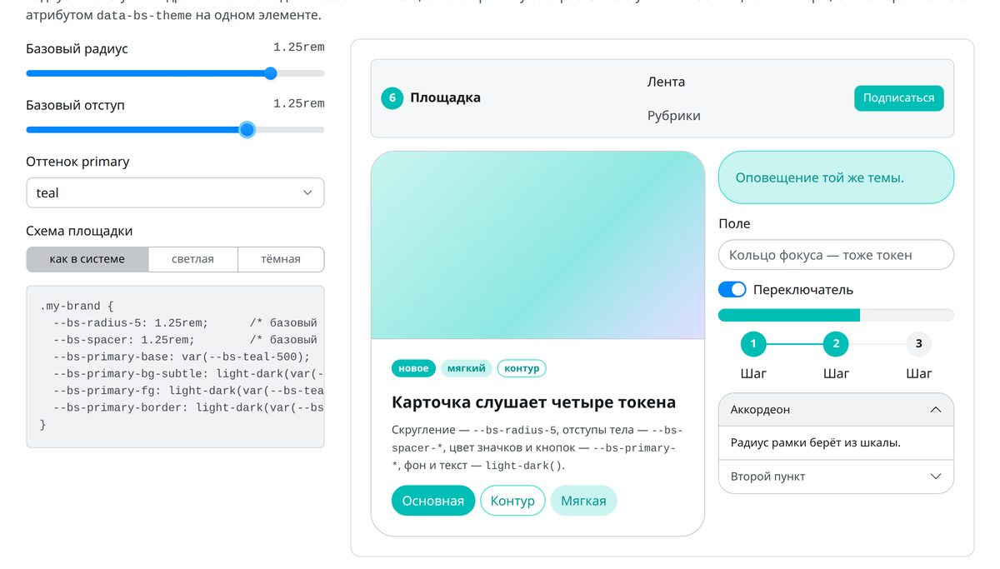 атрибутом data-bs-theme на одном элементе.
Базовый радиус 1.25rem
Базовый отступ 1.25rem
Оттенок primary
teal
Схема площадки
как в системе светлая тёмная
.my-brand {
--bs-radius-5: 1.25rem; /* базовый
--bs-spacer: 1.25rem; /* базовый
--bs-primary-base: var(--bs-teal-500);
--bs-primary-bg-subtle: light-dark(var(-
--bs-primary-fg: light-dark(var(--bs-tea
--bs-primary-border: light-dark(var(--bs
}
6 Площадка
Лента
Рубрики
Подписаться
новое мягкий контур
Карточка слушает четыре токена
Скругление — --bs-radius-5, отступы тела — --bs-
spacer-*, цвет значков и кнопок — --bs-primary-
*, фон и текст — light-dark().
Основная Контур Мягкая
Оповещение той же темы.
Поле
Кольцо фокуса — тоже токен
Переключатель
1 2 3
Шаг Шаг Шаг
Аккордеон
Радиус рамки берёт из шкалы.
Второй пункт